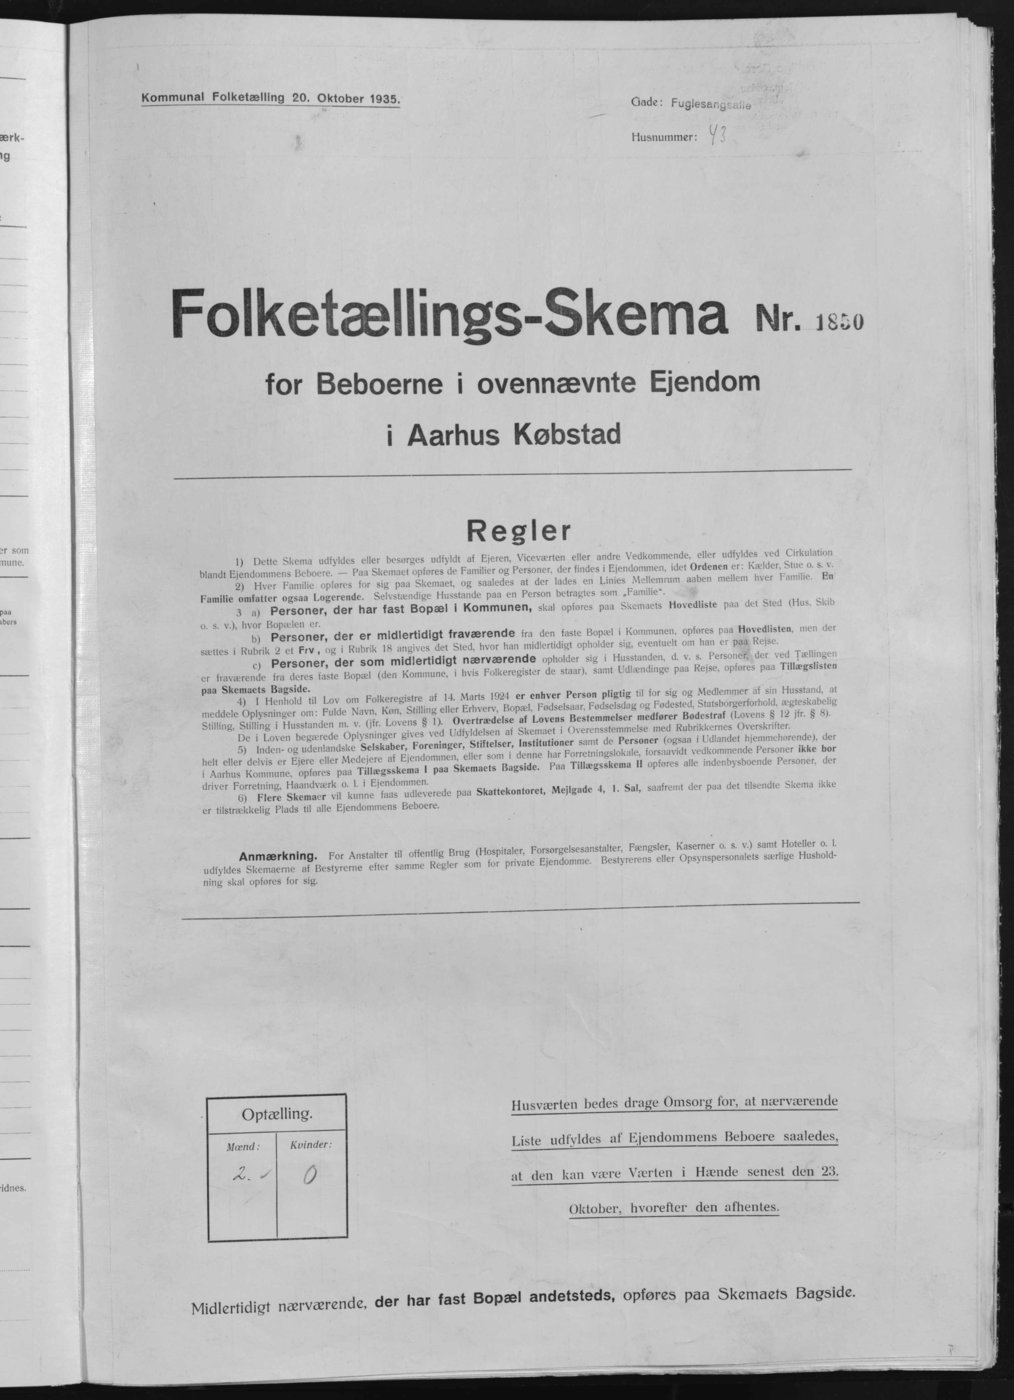 Kommunal Folketælling 20. Oktober 1935.
Gade: Fuglesangsalle
Husnummer: 43
Folketællings-Skema Nr. 1850
for Beboerne i ovennævnte Ejendom
i Aarhus Købstad
Regler
1) Dette Skema udfyldes eller besørges udfyldt af Ejeren, Viceværten eller andre Vedkommende, eller udfyldes ved Cirkulation
blandt Ejendommens Beboere. — Paa Skemaet opføres de Familier og Personer, der findes i Ejendommen, idet Ordenen er: Kælder, Stue o. s. v.
2) Hver Familie opføres for sig paa Skemaet, og saaledes at der lades en Linies Mellemrum aaben mellem hver Familie. En
Familie omfatter ogsaa Logerende. Selvstændige Husstande paa en Person betragtes som „Familie“.
3 a) Personer, der har fast Bopæl i Kommunen, skal opføres paa Skemaets Hovedliste paa det Sted (Hus, Skib
o. s. v.), hvor Bopælen er.
b) Personer, der er midlertidigt fraværende fra den faste Bopæl i Kommunen, opføres paa Hovedlisten, men der
sættes i Rubrik 2 et Frv, og i Rubrik 18 angives det Sted, hvor han midlertidigt opholder sig, eventuelt om han er paa Rejse.
c) Personer, der som midlertidigt nærværende opholder sig i Husstanden, d. v. s. Personer, der ved Tællingen
er fraværende fra deres faste Bopæl (den Kommune, i hvis Folkeregister de staar), samt Udlændinge paa Rejse, opføres paa Tillægslisten
paa Skemaets Bagside.
4) I Henhold til Lov om Folkeregistre af 14. Marts 1924 er enhver Person pligtig til for sig og Medlemmer af sin Husstand, at
meddele Oplysninger om: Fulde Navn, Køn, Stilling eller Erhverv, Bopæl, Fødselsaar, Fødselsdag og Fødested, Statsborgerforhold, ægteskabelig
Stilling, Stilling i Husstanden m. v. (jfr. Lovens § 1). Overtrædelse af Lovens Bestemmelser medfører Bødestraf (Lovens § 12 jfr. § 8).
De i Loven begærede Oplysninger gives ved Udfyldelsen af Skemaet i Overensstemmelse med Rubrikkernes Overskrifter.
5) Inden- og udenlandske Selskaber, Foreninger, Stiftelser, Institutioner samt de Personer (ogsaa i Udlandet hjemmehørende), der
helt eller delvis er Ejere eller Medejere af Ejendommen, eller som i denne har Forretningslokale, forsaavidt vedkommende Personer ikke bor
i Aarhus Kommune, opføres paa Tillægsskema I paa Skemaets Bagside. Paa Tillægsskema II opføres alle indenbysboende Personer, der
driver Forretning, Haandværk o. l. i Ejendommen.
6) Flere Skemaer vil kunne faas udleverede paa Skattekontoret, Mejlgade 4, 1. Sal, saafremt der paa det tilsendte Skema ikke
er tilstrækkelig Plads til alle Ejendommens Beboere.
Anmærkning. For Anstalter til offentlig Brug (Hospitaler, Forsørgelsesanstalter, Fængsler, Kaserner o. s. v.) samt Hoteller o. l.
udfyldes Skemaerne af Bestyrerne efter samme Regler som for private Ejendomme. Bestyrerens eller Opsynspersonalets særlige Hushold-
ning skal opføres for sig.
Optælling.
Mænd: Kvinder:
2. 0
Husværten bedes drage Omsorg for, at nærværende
Liste udfyldes af Ejendommens Beboere saaledes,
at den kan være Værten i Hænde senest den 23.
Oktober, hvorefter den afhentes.
Midlertidigt nærværende, der har fast Bopæl andetsteds, opføres paa Skemaets Bagside.